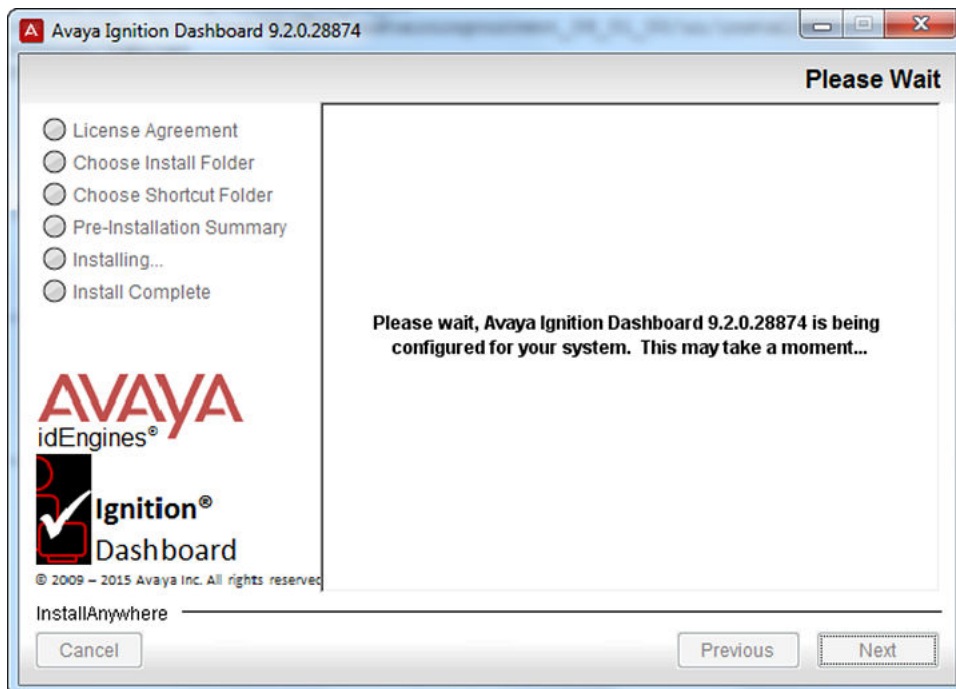 Avaya Ignition Dashboard 9.2.0.28874
Please Wait
License Agreement
Choose Install Folder
Choose Shortcut Folder
Pre-Installation Summary
Installing...
Install Complete
Please wait, Avaya Ignition Dashboard 9.2.0.28874 is being
configured for your system. This may take a moment...
AVAYA
idEngines®
Ignition®
Dashboard
© 2009 – 2015 Avaya Inc. All rights reserved
InstallAnywhere
Cancel
Previous
Next